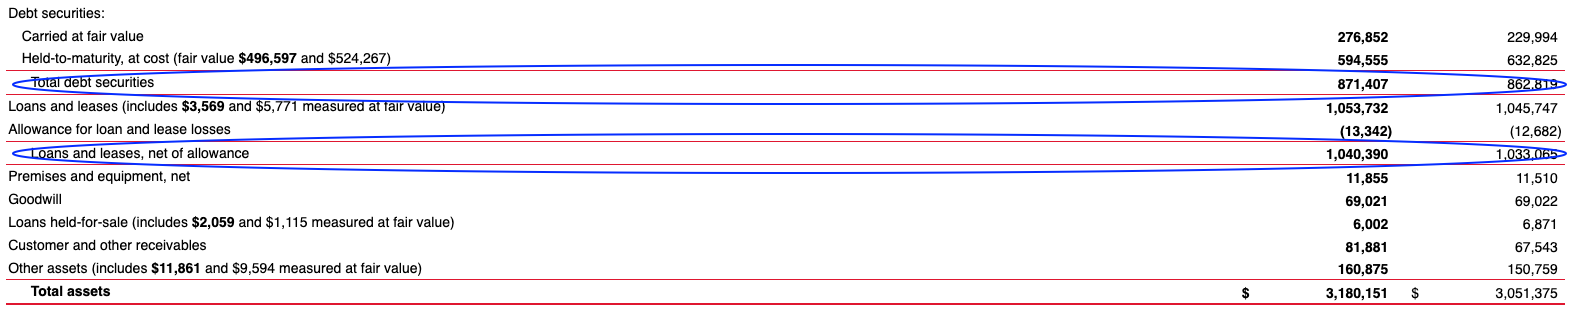 Debt securities:
Carried at fair value 276,852 229,994
Held-to-maturity, at cost (fair value $496,597 and $524,267) 594,555 632,825
Total debt securities 871,407 862,819
Loans and leases (includes $3,569 and $5,771 measured at fair value) 1,053,732 1,045,747
Allowance for loan and lease losses (13,342) (12,682)
Loans and leases, net of allowance 1,040,390 1,033,065
Premises and equipment, net 11,855 11,510
Goodwill 69,021 69,022
Loans held-for-sale (includes $2,059 and $1,115 measured at fair value) 6,002 6,871
Customer and other receivables 81,881 67,543
Other assets (includes $11,861 and $9,594 measured at fair value) 160,875 150,759
Total assets $ 3,180,151 $ 3,051,375